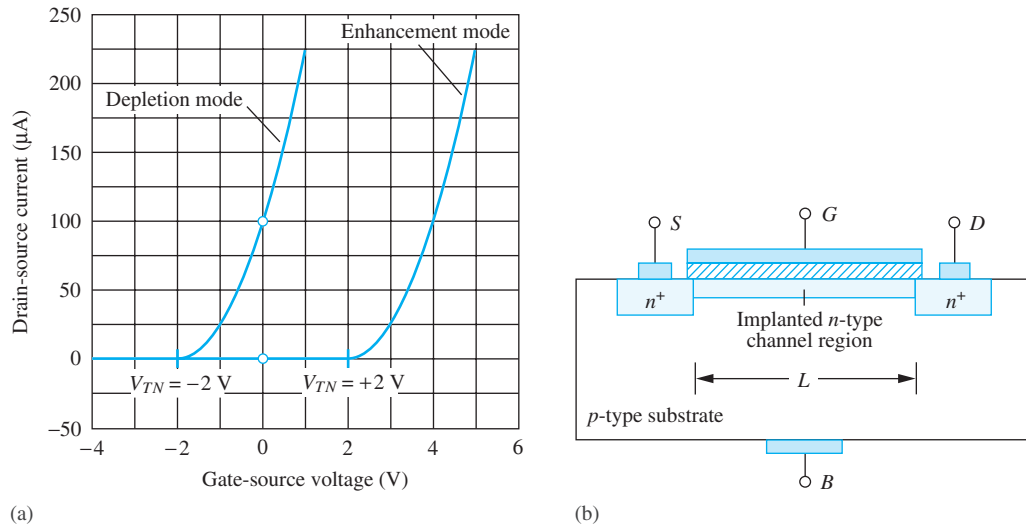 250
200
150
100
50
0
−50
Drain-source current (μA)
Enhancement mode
Depletion mode
V_TN = −2 V
V_TN = +2 V
−4
−2
0
2
4
6
Gate-source voltage (V)
(a)
S
G
D
n⁺
n⁺
Implanted n-type
channel region
L
p-type substrate
B
(b)